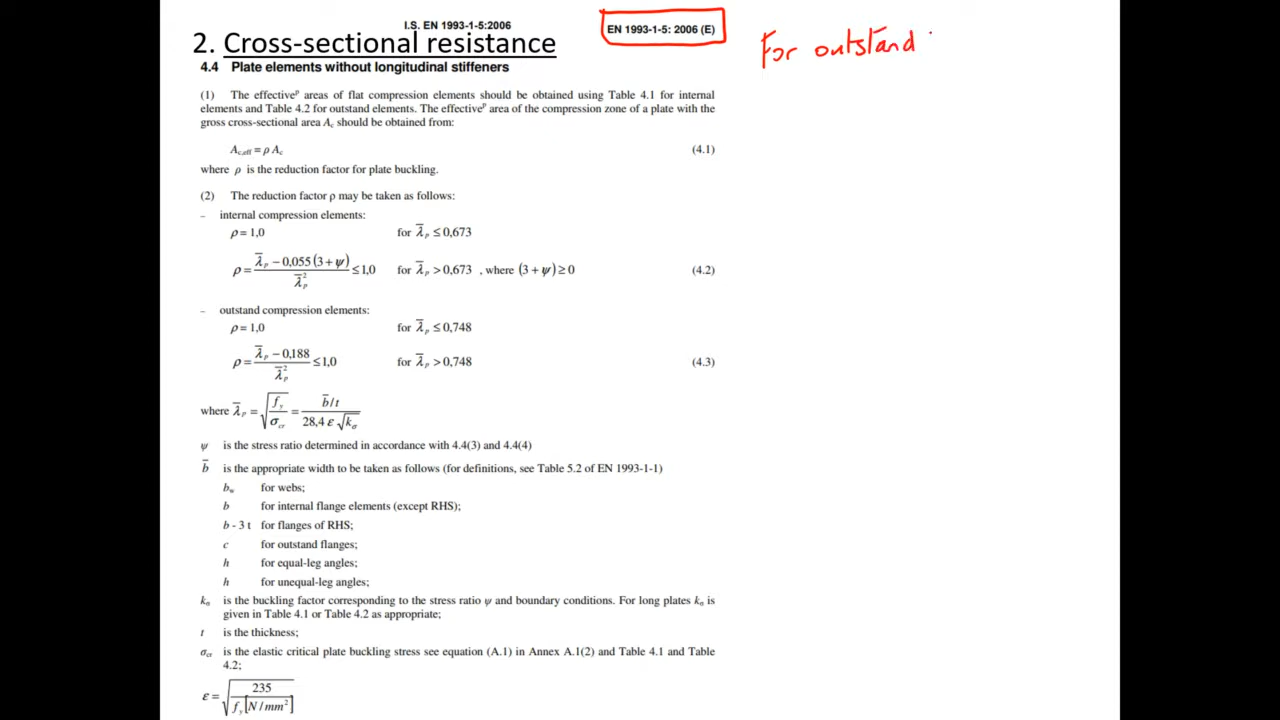 I.S. EN 1993-1-5:2006
EN 1993-1-5: 2006 (E)
For outstand
2. Cross-sectional resistance
4.4 Plate elements without longitudinal stiffeners
(1) The effectiveᵖ areas of flat compression elements should be obtained using Table 4.1 for internal
elements and Table 4.2 for outstand elements. The effectiveᵖ area of the compression zone of a plate with the
gross cross-sectional area A_c should be obtained from:
A_c,eff = ρ A_c (4.1)
where ρ is the reduction factor for plate buckling.
(2) The reduction factor ρ may be taken as follows:
– internal compression elements:
ρ = 1,0 for λ̄_p ≤ 0,673
ρ = (λ̄_p − 0,055 (3 + ψ)) / λ̄_p² ≤ 1,0 for λ̄_p > 0,673 , where (3 + ψ) ≥ 0 (4.2)
– outstand compression elements:
ρ = 1,0 for λ̄_p ≤ 0,748
ρ = (λ̄_p − 0,188) / λ̄_p² ≤ 1,0 for λ̄_p > 0,748 (4.3)
where λ̄_p = √(f_y / σ_cr) = (b̄ / t) / (28,4 ε √k_σ)
ψ is the stress ratio determined in accordance with 4.4(3) and 4.4(4)
b̄ is the appropriate width to be taken as follows (for definitions, see Table 5.2 of EN 1993-1-1)
b_w for webs;
b for internal flange elements (except RHS);
b - 3 t for flanges of RHS;
c for outstand flanges;
h for equal-leg angles;
h for unequal-leg angles;
k_σ is the buckling factor corresponding to the stress ratio ψ and boundary conditions. For long plates k_σ is
given in Table 4.1 or Table 4.2 as appropriate;
t is the thickness;
σ_cr is the elastic critical plate buckling stress see equation (A.1) in Annex A.1(2) and Table 4.1 and Table
4.2;
ε = √(235 / f_y [N / mm²])